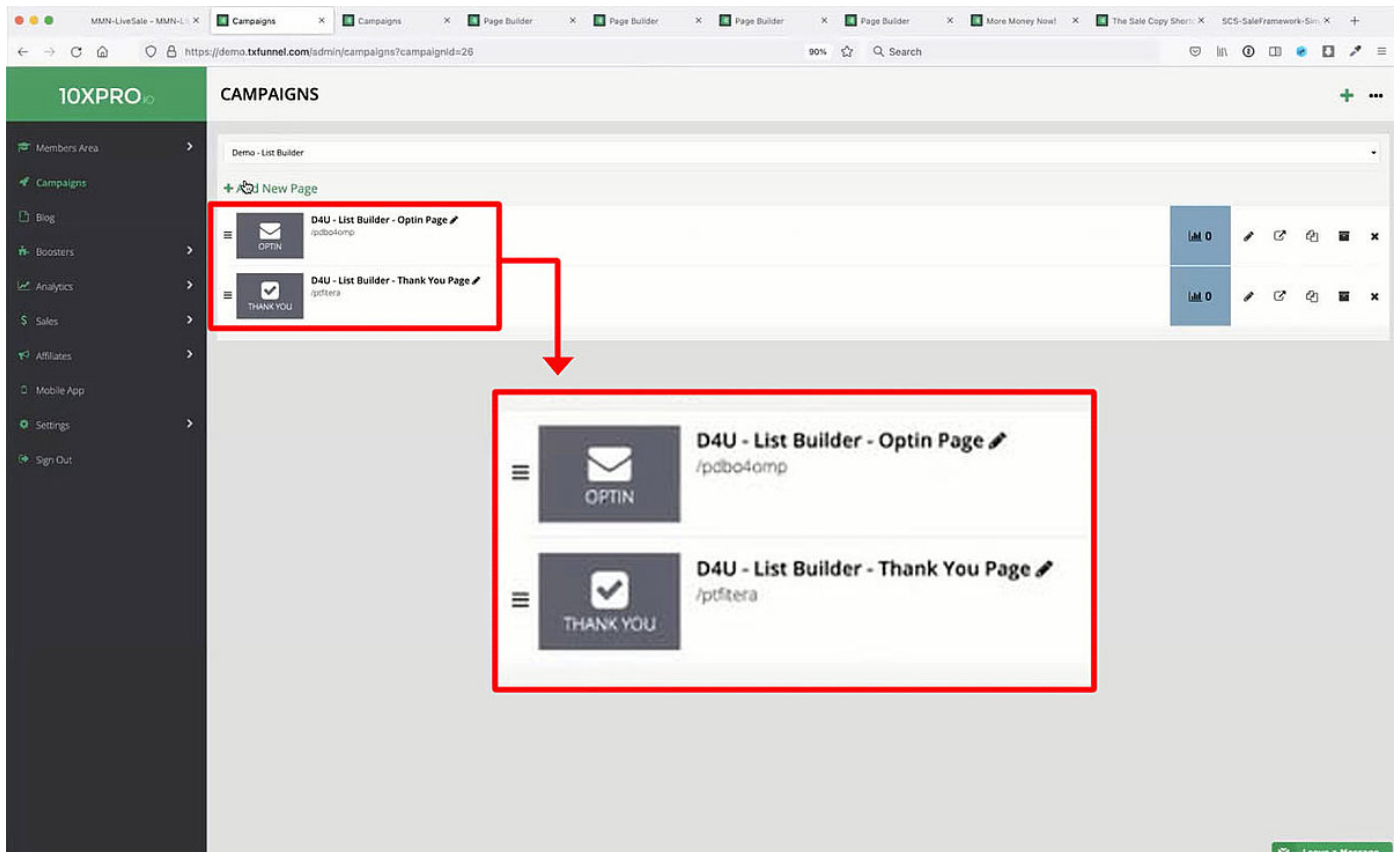 MMN-LiveSale - MMN-Li
Campaigns
Campaigns
Page Builder
Page Builder
Page Builder
Page Builder
More Money Now!
The Sale Copy Shortc
SCS-SaleFramework-Sim
https://demo.txfunnel.com/admin/campaigns?campaignId=26
90%
Search
10XPRO.IO
CAMPAIGNS
Members Area
Campaigns
Blog
Boosters
Analytics
Sales
Affiliates
Mobile App
Settings
Sign Out
Demo - List Builder
+ Add New Page
OPTIN
D4U - List Builder - Optin Page
/pdbo4omp
0
THANK YOU
D4U - List Builder - Thank You Page
/ptfitera
0
OPTIN
D4U - List Builder - Optin Page
/pdbo4omp
THANK YOU
D4U - List Builder - Thank You Page
/ptfitera
Leave a Message